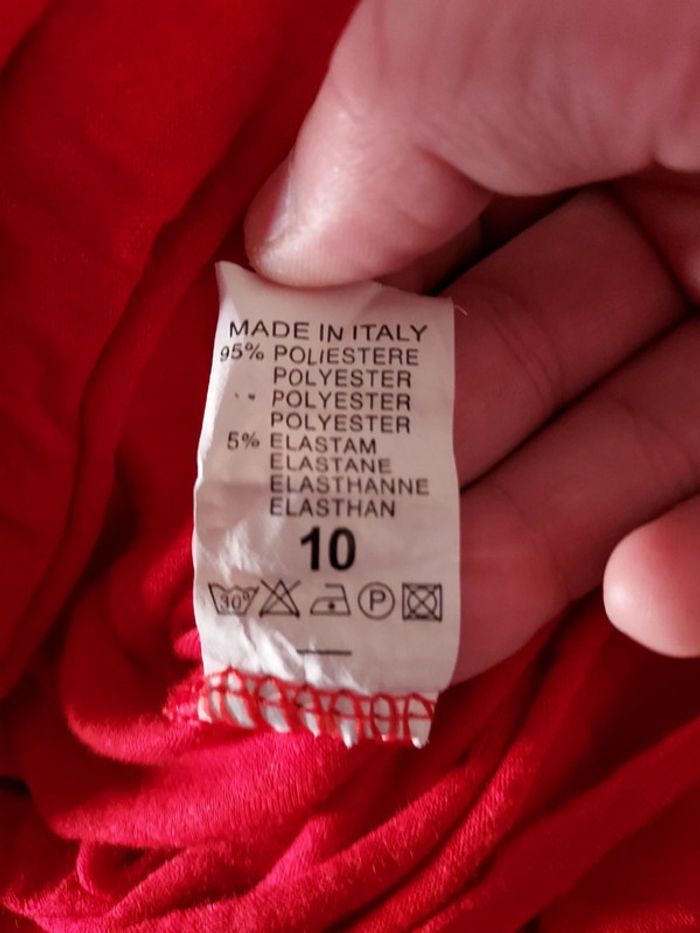 MADE IN ITALY
95% POLIESTERE
POLYESTER
POLYESTER
POLYESTER
5% ELASTAM
ELASTANE
ELASTHANNE
ELASTHAN
10
30° P